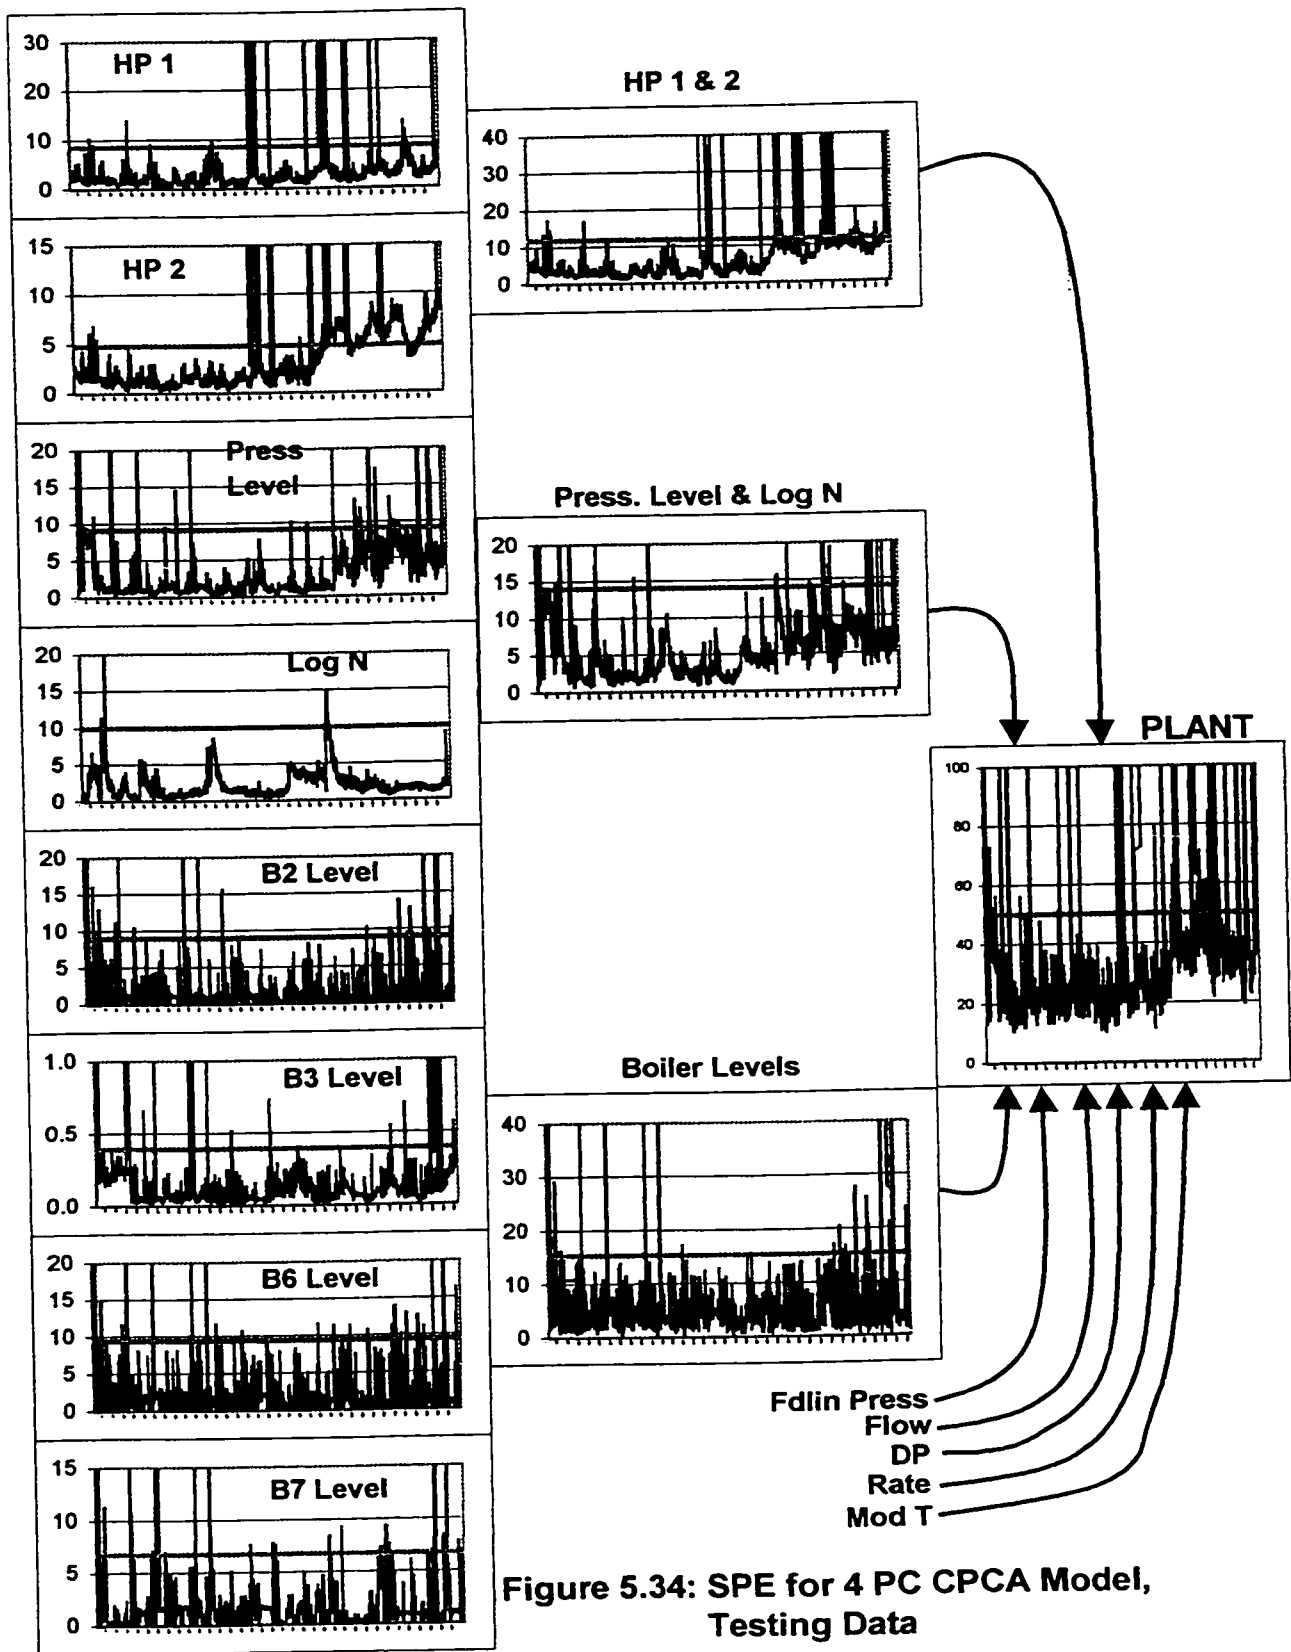 30
20
10
0
HP 1
15
10
5
0
HP 2
20
15
10
5
0
Press
Level
20
15
10
5
0
Log N
20
15
10
5
0
B2 Level
1.0
0.5
0.0
B3 Level
20
15
10
5
0
B6 Level
15
10
5
0
B7 Level
HP 1 & 2
40
30
20
10
0
Press. Level & Log N
20
15
10
5
0
Boiler Levels
40
30
20
10
0
PLANT
100
80
60
40
20
0
Fdlin Press
Flow
DP
Rate
Mod T
Figure 5.34: SPE for 4 PC CPCA Model,
Testing Data